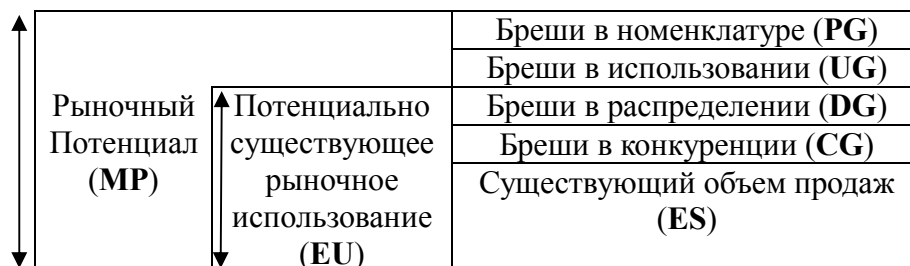 Рыночный
Потенциал
(MP)
Потенциально
существующее
рыночное
использование
(EU)
Бреши в номенклатуре (PG)
Бреши в использовании (UG)
Бреши в распределении (DG)
Бреши в конкуренции (CG)
Существующий объем продаж
(ES)